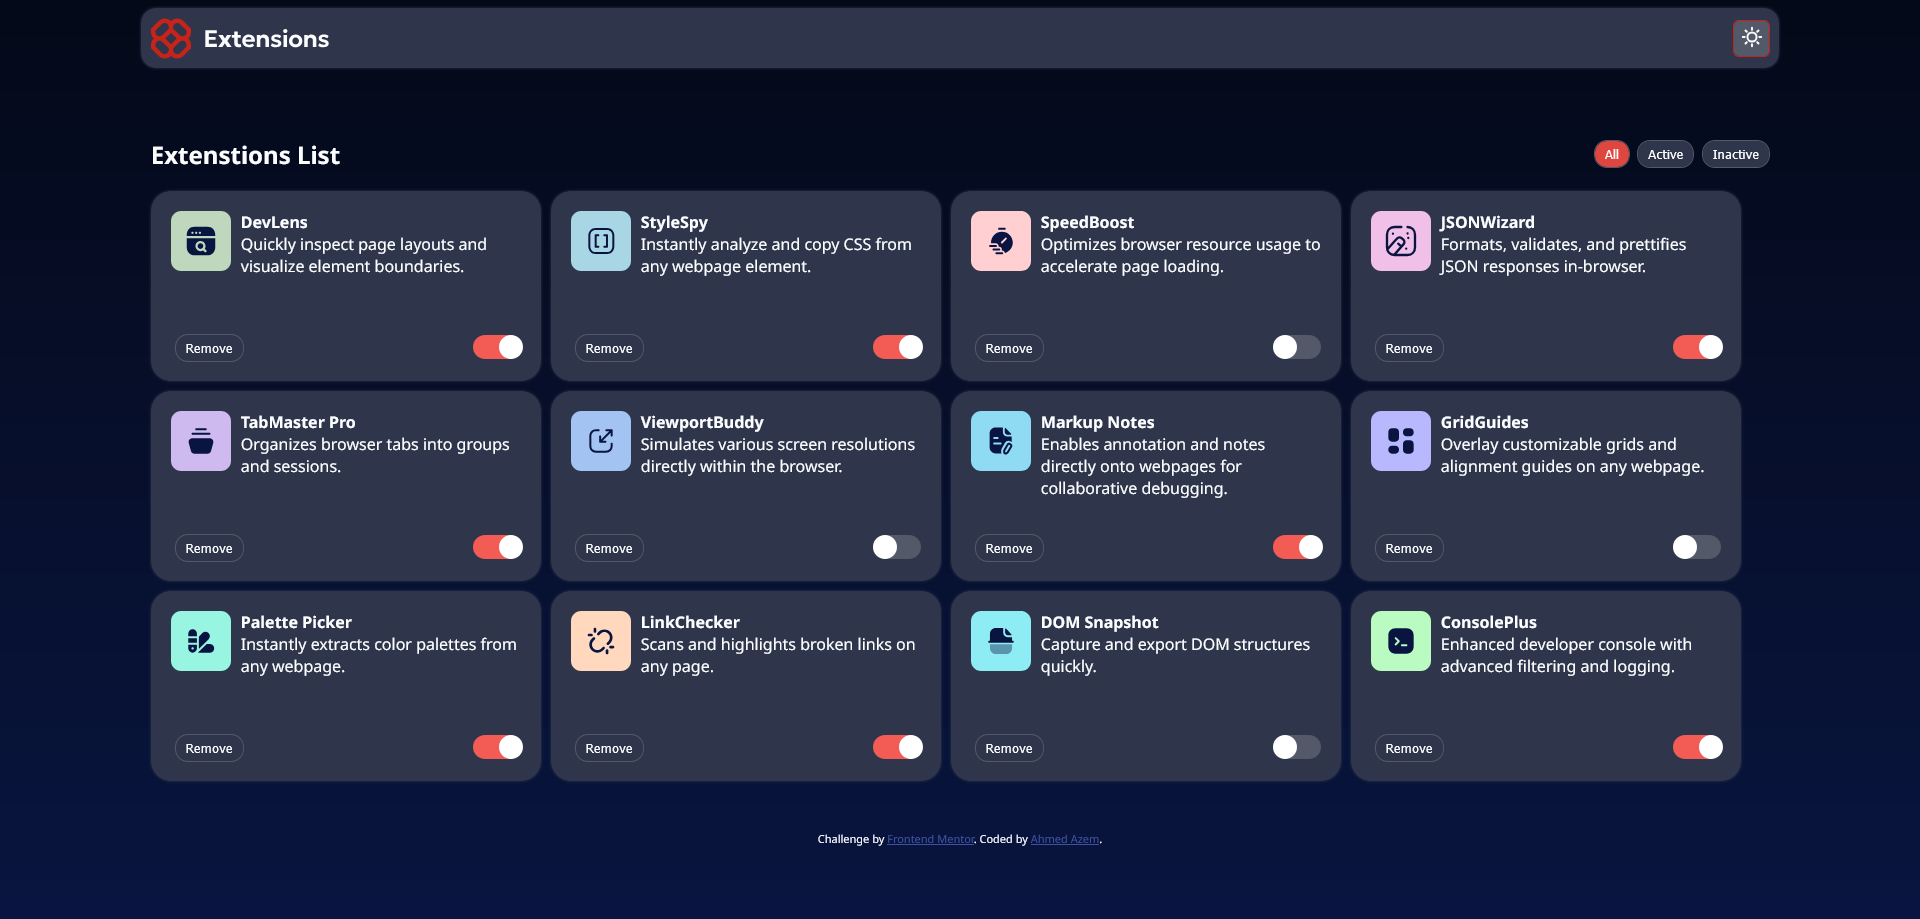 Extensions
Extenstions List
All
Active
Inactive
DevLens
Quickly inspect page layouts and
visualize element boundaries.
Remove
StyleSpy
Instantly analyze and copy CSS from
any webpage element.
Remove
SpeedBoost
Optimizes browser resource usage to
accelerate page loading.
Remove
JSONWizard
Formats, validates, and prettifies
JSON responses in-browser.
Remove
TabMaster Pro
Organizes browser tabs into groups
and sessions.
Remove
ViewportBuddy
Simulates various screen resolutions
directly within the browser.
Remove
Markup Notes
Enables annotation and notes
directly onto webpages for
collaborative debugging.
Remove
GridGuides
Overlay customizable grids and
alignment guides on any webpage.
Remove
Palette Picker
Instantly extracts color palettes from
any webpage.
Remove
LinkChecker
Scans and highlights broken links on
any page.
Remove
DOM Snapshot
Capture and export DOM structures
quickly.
Remove
ConsolePlus
Enhanced developer console with
advanced filtering and logging.
Remove
Challenge by Frontend Mentor. Coded by Ahmed Azem.